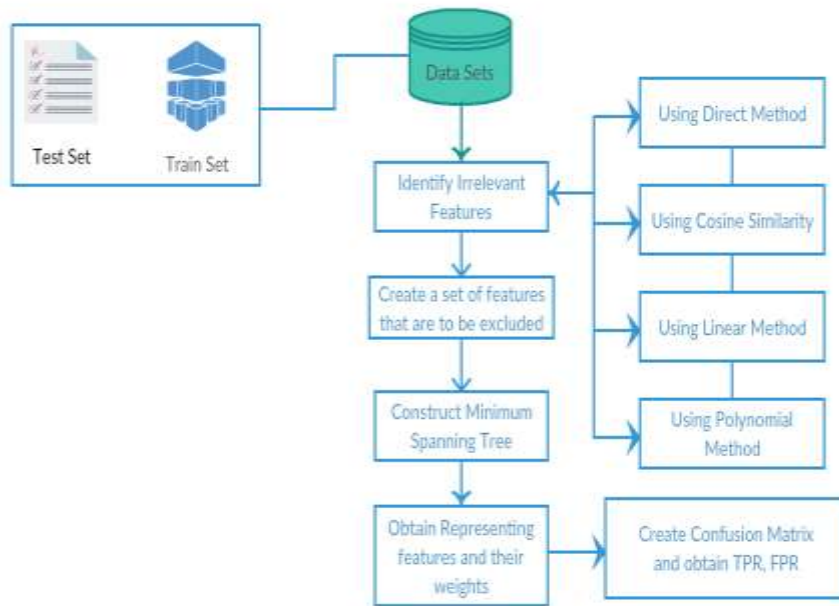 Data Sets
Test Set
Train Set
Identify Irrelevant
Features
Create a set of features
that are to be excluded
Construct Minimum
Spanning Tree
Obtain Representing
features and their
weights
Using Direct Method
Using Cosine Similarity
Using Linear Method
Using Polynomial
Method
Create Confusion Matrix
and obtain TPR, FPR